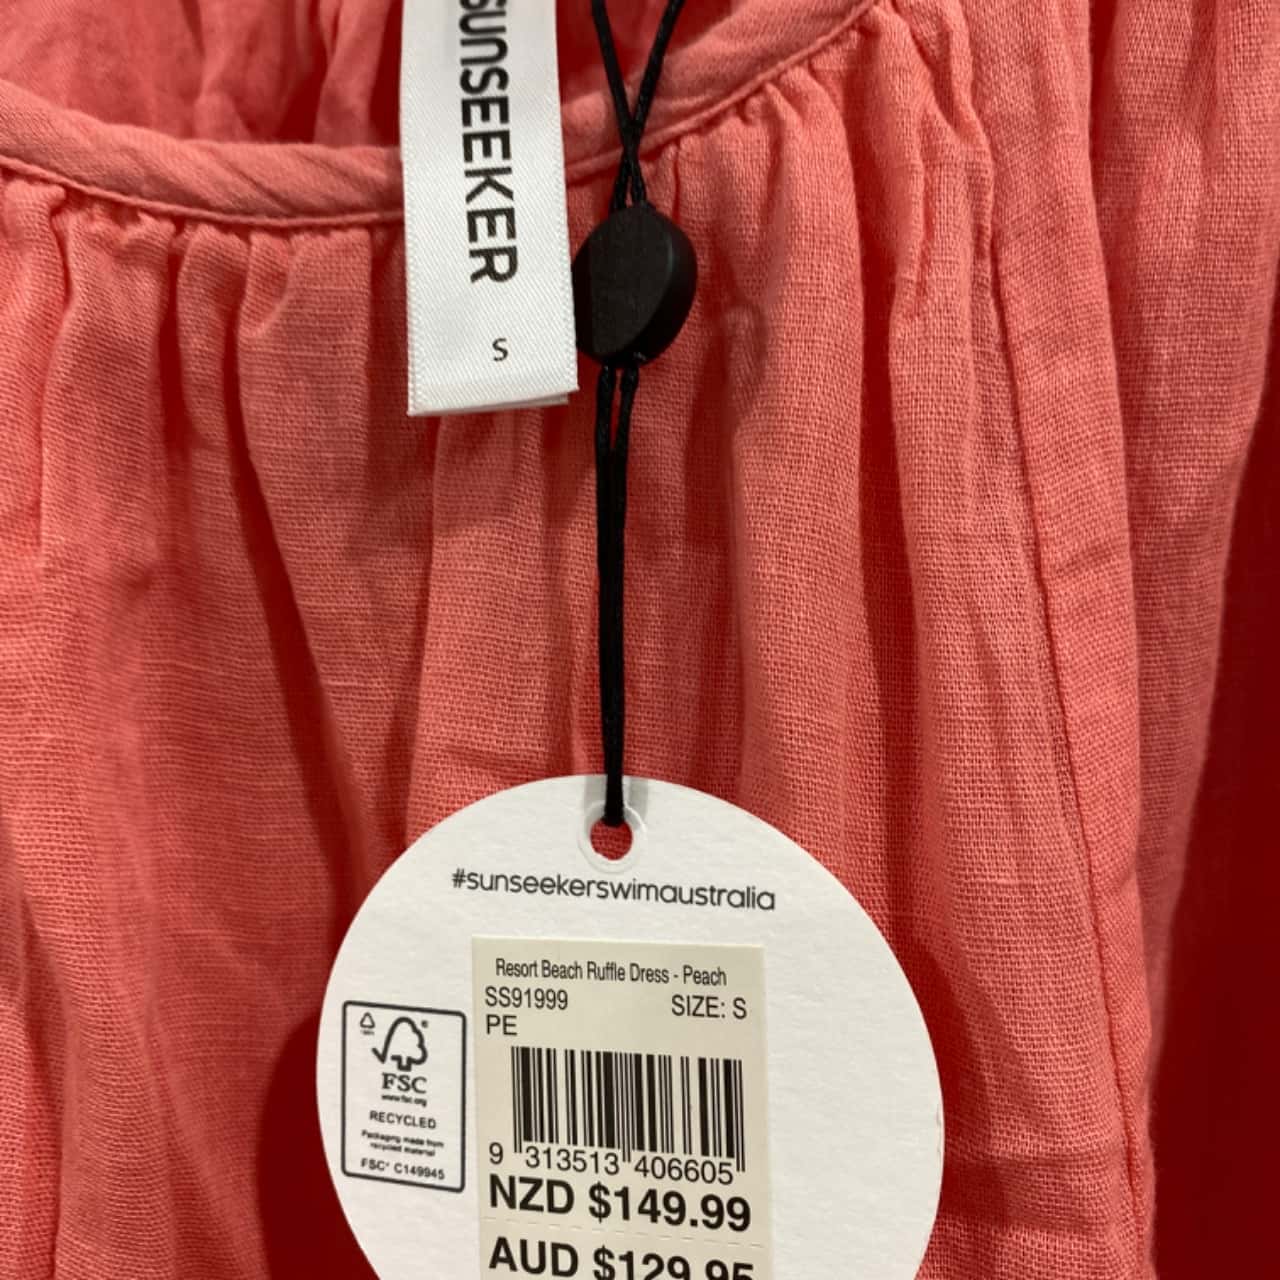 SUNSEEKER
S
#sunseekerswimaustralia
Resort Beach Ruffle Dress - Peach
SS91999 SIZE: S
PE
FSC
www.fsc.org
RECYCLED
Packaging made from
recycled material
FSC® C149945
9 313513 406605
NZD $149.99
AUD $129.95